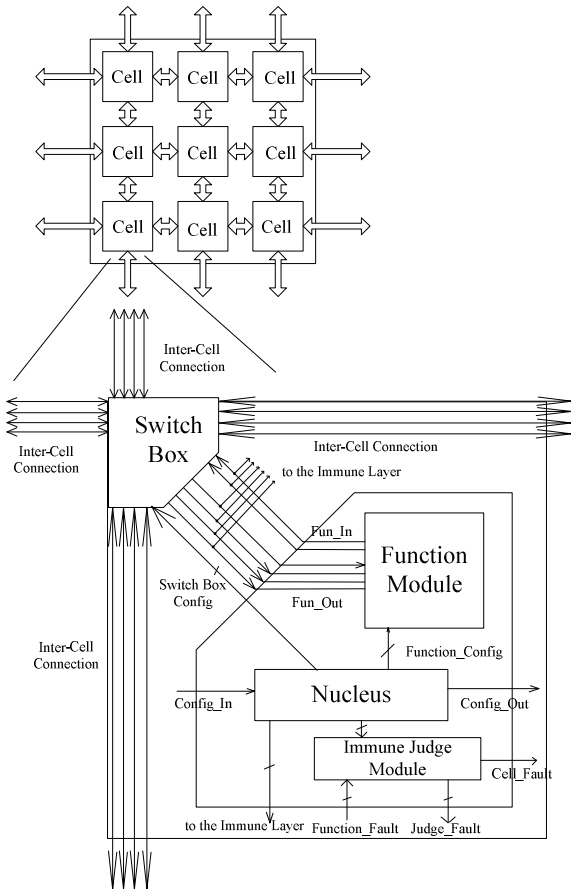 Cell Cell Cell
Cell Cell Cell
Cell Cell Cell
Inter-Cell
Connection
Switch
Box
Inter-Cell
Connection
Inter-Cell Connection
to the Immune Layer
Fun_In
Function
Module
Switch Box
Config
Fun_Out
Inter-Cell
Connection
Function_Config
Nucleus
Config_In
Config_Out
Immune Judge
Module
Cell_Fault
to the Immune Layer
Function_Fault
Judge_Fault